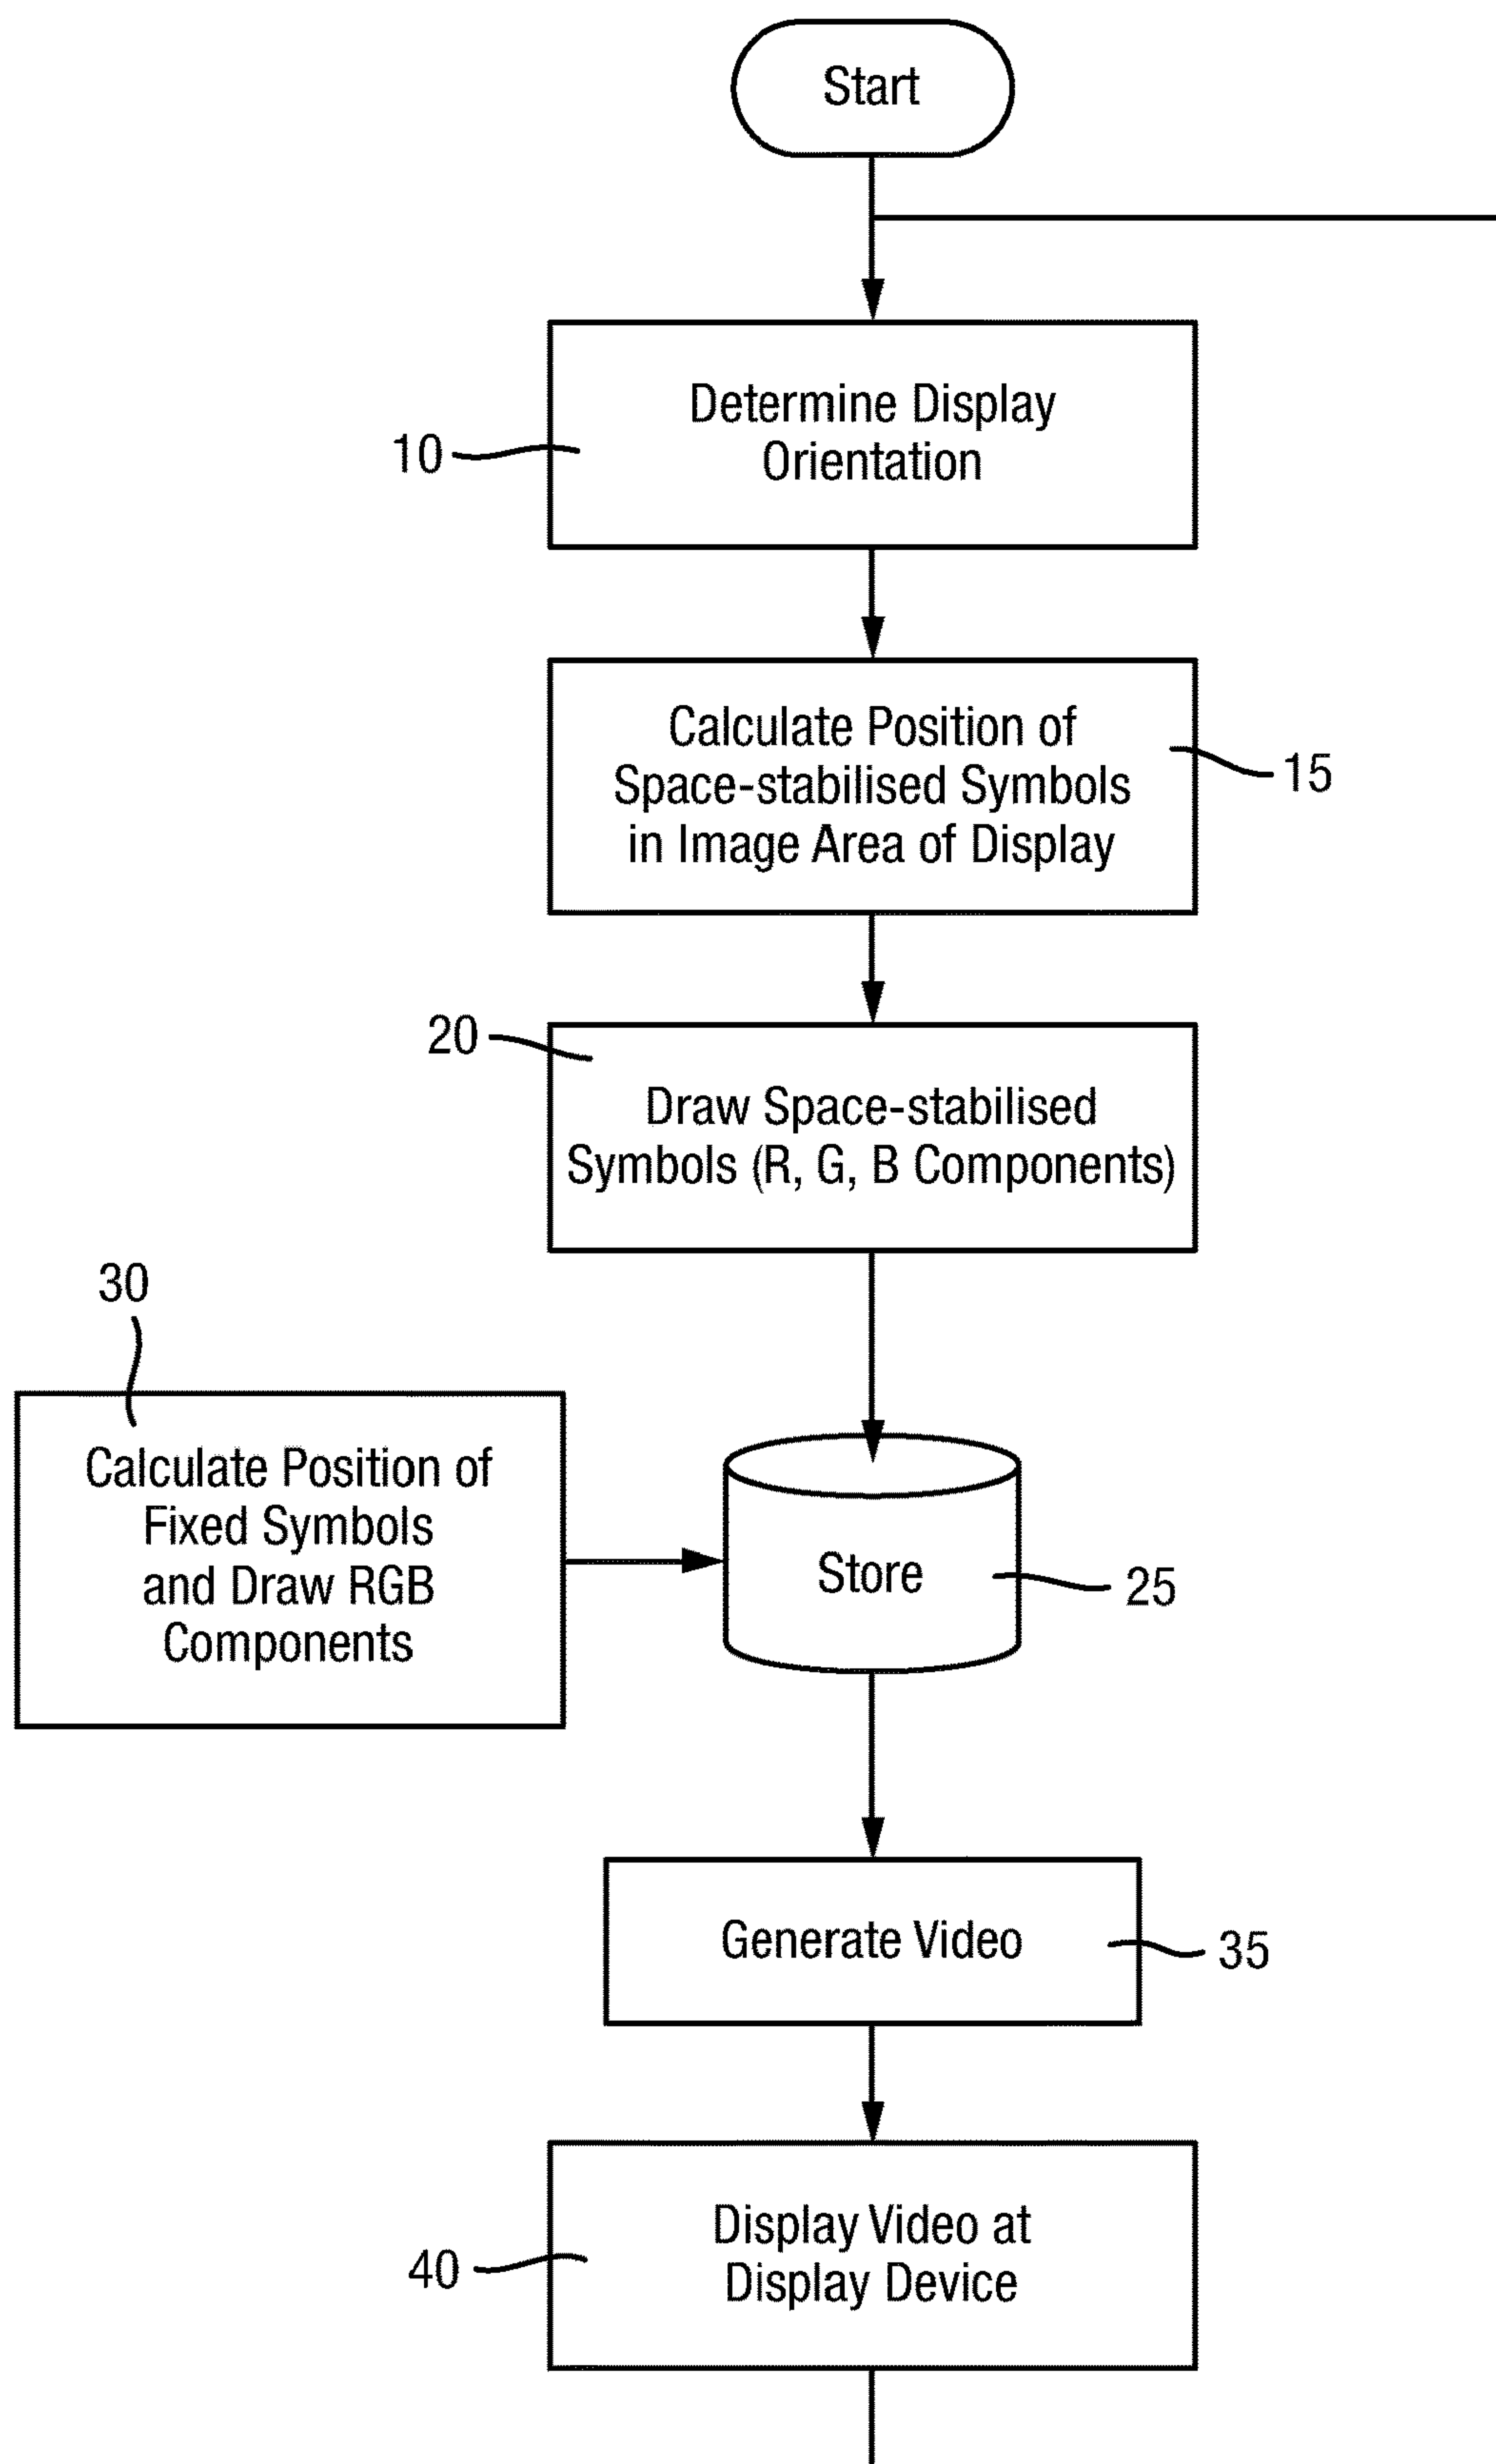 Start
Determine Display
Orientation
10
Calculate Position of
Space-stabilised Symbols
in Image Area of Display
15
20
Draw Space-stabilised
Symbols (R, G, B Components)
30
Calculate Position of
Fixed Symbols
and Draw RGB
Components
Store
25
Generate Video
35
Display Video at
Display Device
40